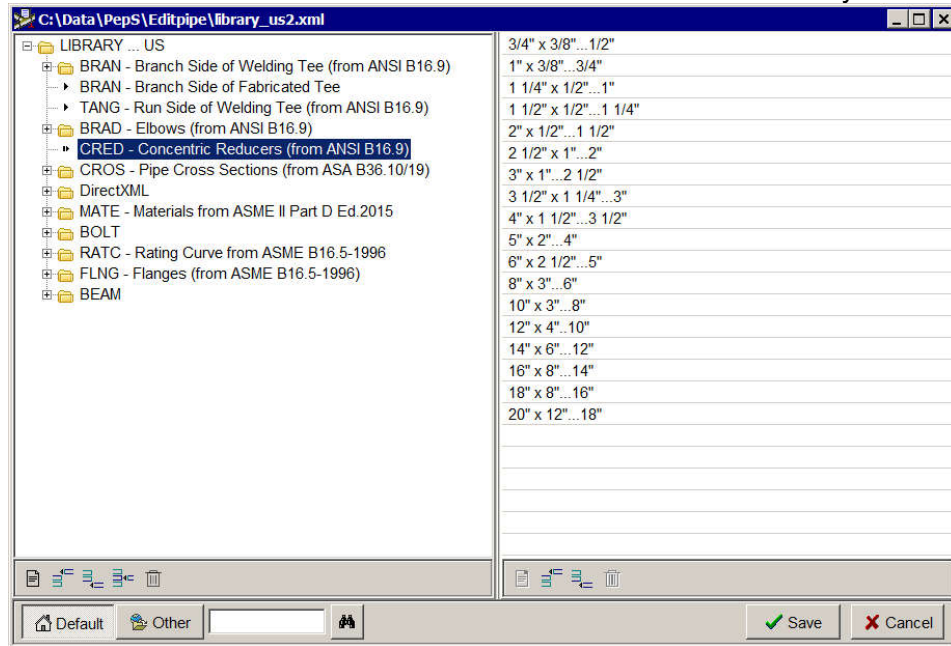 C:\Data\PepS\Editpipe\library_us2.xml
LIBRARY ... US
BRAN - Branch Side of Welding Tee (from ANSI B16.9)
BRAN - Branch Side of Fabricated Tee
TANG - Run Side of Welding Tee (from ANSI B16.9)
BRAD - Elbows (from ANSI B16.9)
CRED - Concentric Reducers (from ANSI B16.9)
CROS - Pipe Cross Sections (from ASA B36.10/19)
DirectXML
MATE - Materials from ASME II Part D Ed.2015
BOLT
RATC - Rating Curve from ASME B16.5-1996
FLNG - Flanges (from ASME B16.5-1996)
BEAM
3/4" x 3/8"...1/2"
1" x 3/8"...3/4"
1 1/4" x 1/2"...1"
1 1/2" x 1/2"...1 1/4"
2" x 1/2"...1 1/2"
2 1/2" x 1"...2"
3" x 1"...2 1/2"
3 1/2" x 1 1/4"...3"
4" x 1 1/2"...3 1/2"
5" x 2"...4"
6" x 2 1/2"...5"
8" x 3"...6"
10" x 3"...8"
12" x 4"..10"
14" x 6"...12"
16" x 8"...14"
18" x 8"...16"
20" x 12"...18"
Default
Other
Save
Cancel